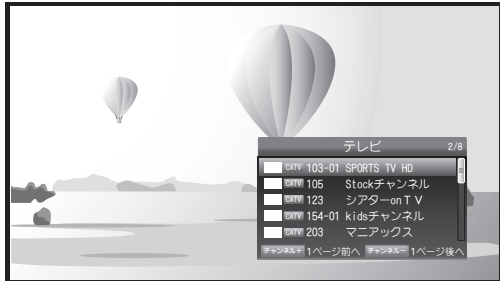 テレビ 2/8
CATV 103-01 SPORTS TV HD
CATV 105 Stockチャンネル
CATV 123 シアターonTV
CATV 154-01 kidsチャンネル
CATV 203 マニアックス
チャンネル+ 1ページ前へ チャンネル- 1ページ後へ